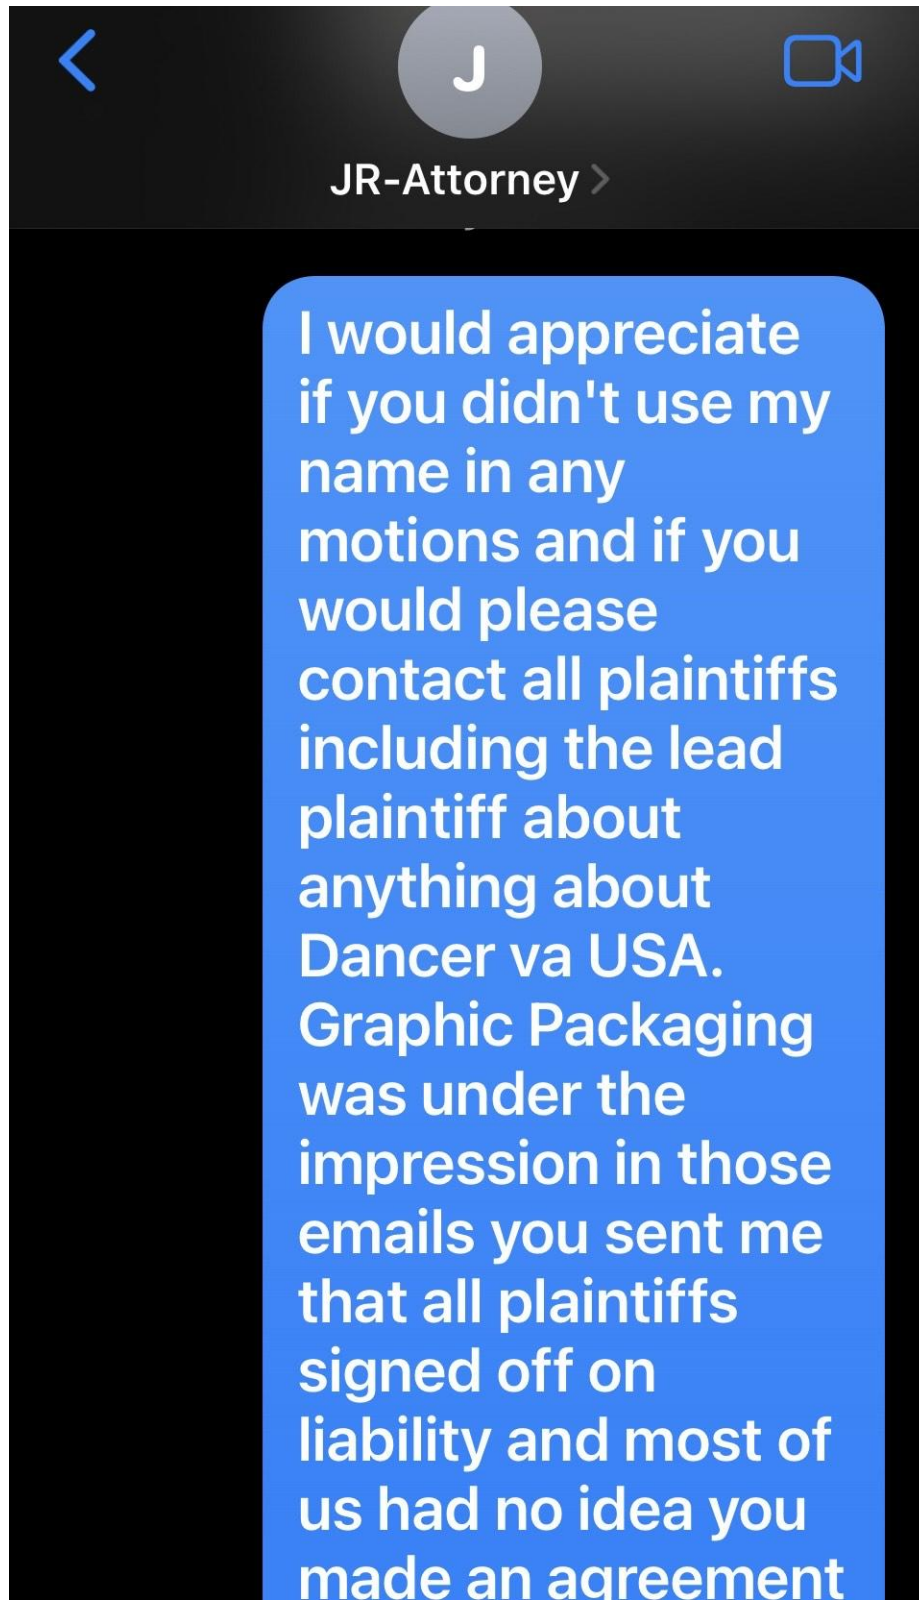 J
JR-Attorney
I would appreciate
if you didn't use my
name in any
motions and if you
would please
contact all plaintiffs
including the lead
plaintiff about
anything about
Dancer va USA.
Graphic Packaging
was under the
impression in those
emails you sent me
that all plaintiffs
signed off on
liability and most of
us had no idea you
made an agreement